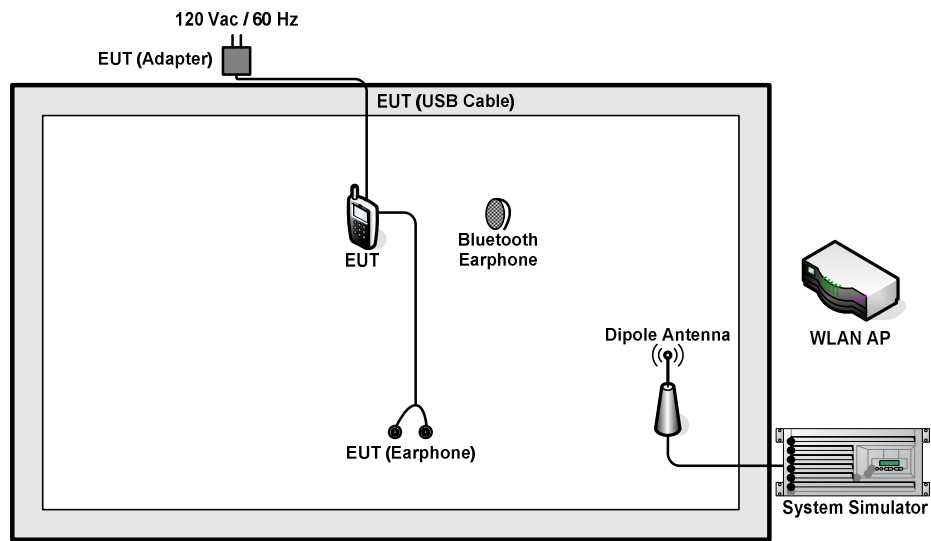 120 Vac / 60 Hz
EUT (Adapter)
EUT (USB Cable)
EUT
Bluetooth
Earphone
WLAN AP
Dipole Antenna
EUT (Earphone)
System Simulator